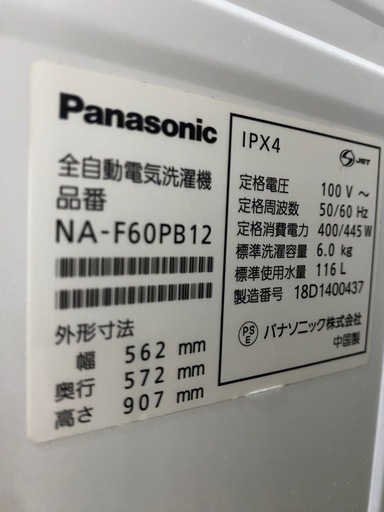 Panasonic
全自動電気洗濯機
品番
NA-F60PB12
外形寸法
幅 562 mm
奥行 572 mm
高さ 907 mm
IPX4
S JET
定格電圧 100 V～
定格周波数 50/60 Hz
定格消費電力 400/445 W
標準洗濯容量 6.0 kg
標準使用水量 116 L
製造番号 18D1400437
PS E パナソニック株式会社
中国製